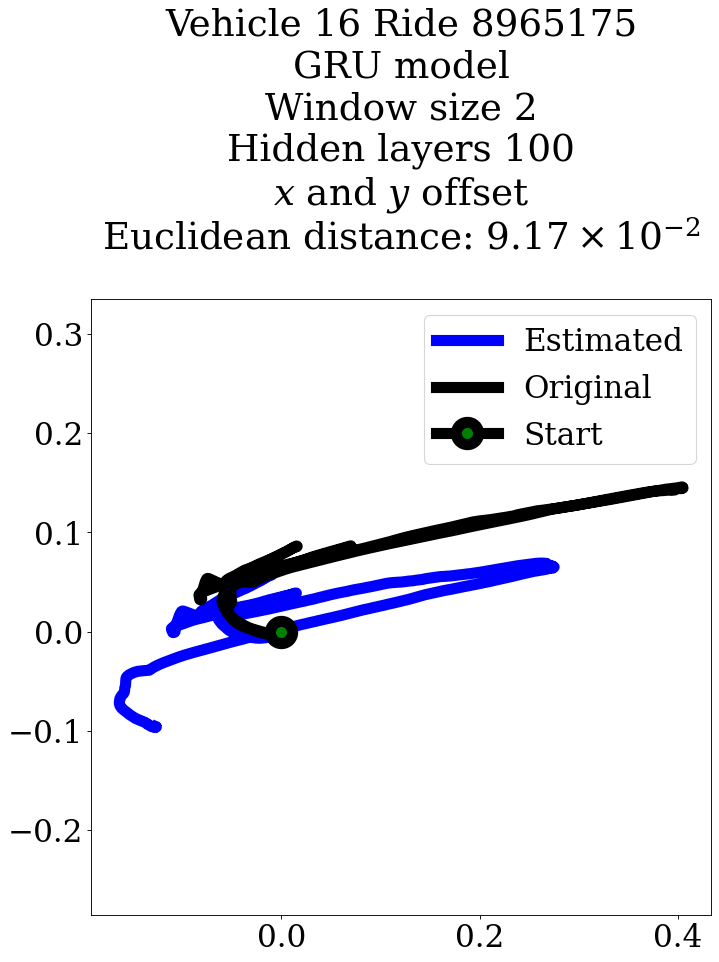 Vehicle 16 Ride 8965175
GRU model
Window size 2
Hidden layers 100
x and y offset
Euclidean distance: 9.17 × 10⁻²
Estimated
Original
Start
0.3
0.2
0.1
0.0
−0.1
−0.2
0.0 0.2 0.4